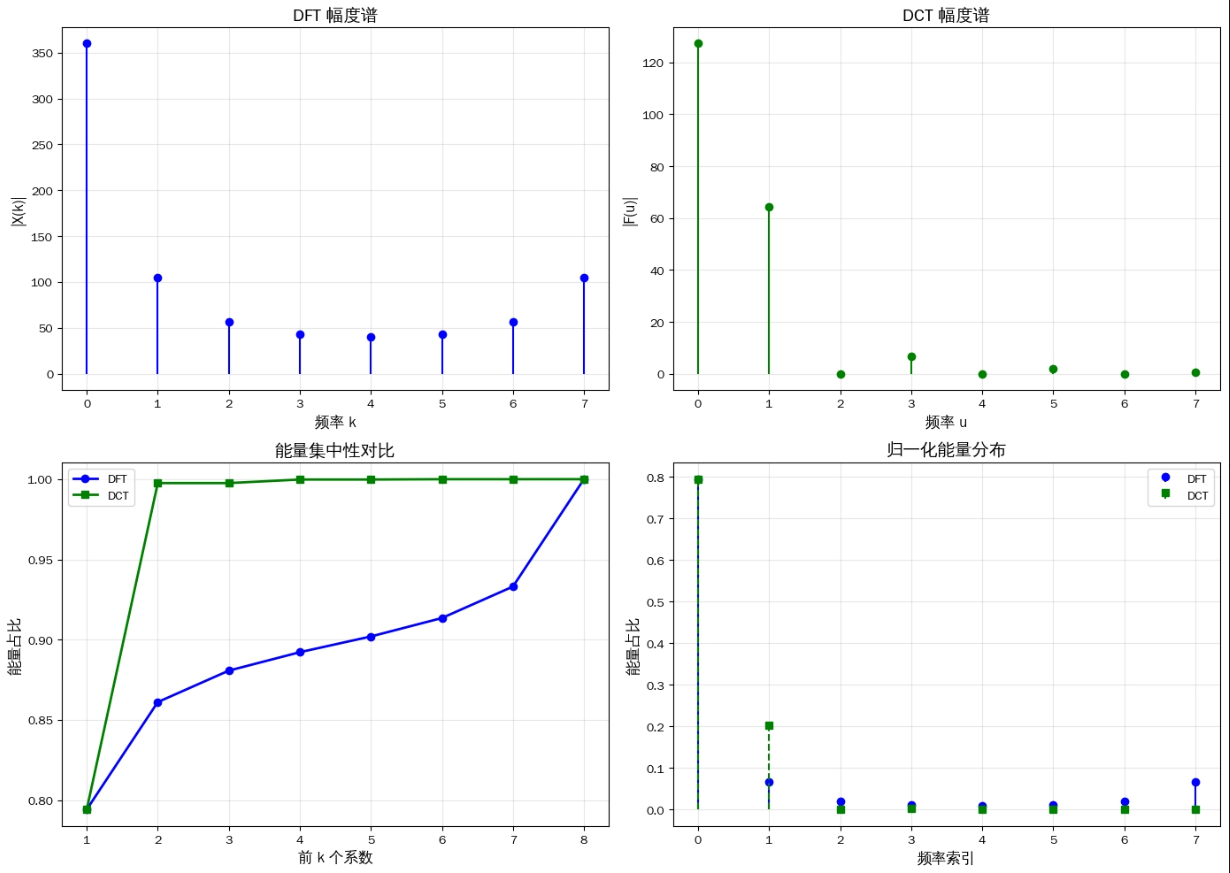 DFT 幅度谱
|X(k)|
350
300
250
200
150
100
50
0
0 1 2 3 4 5 6 7
频率 k
DCT 幅度谱
|F(u)|
120
100
80
60
40
20
0
0 1 2 3 4 5 6 7
频率 u
能量集中性对比
DFT
DCT
能量占比
1.00
0.95
0.90
0.85
0.80
1 2 3 4 5 6 7 8
前 k 个系数
归一化能量分布
DFT
DCT
能量占比
0.8
0.7
0.6
0.5
0.4
0.3
0.2
0.1
0.0
0 1 2 3 4 5 6 7
频率索引